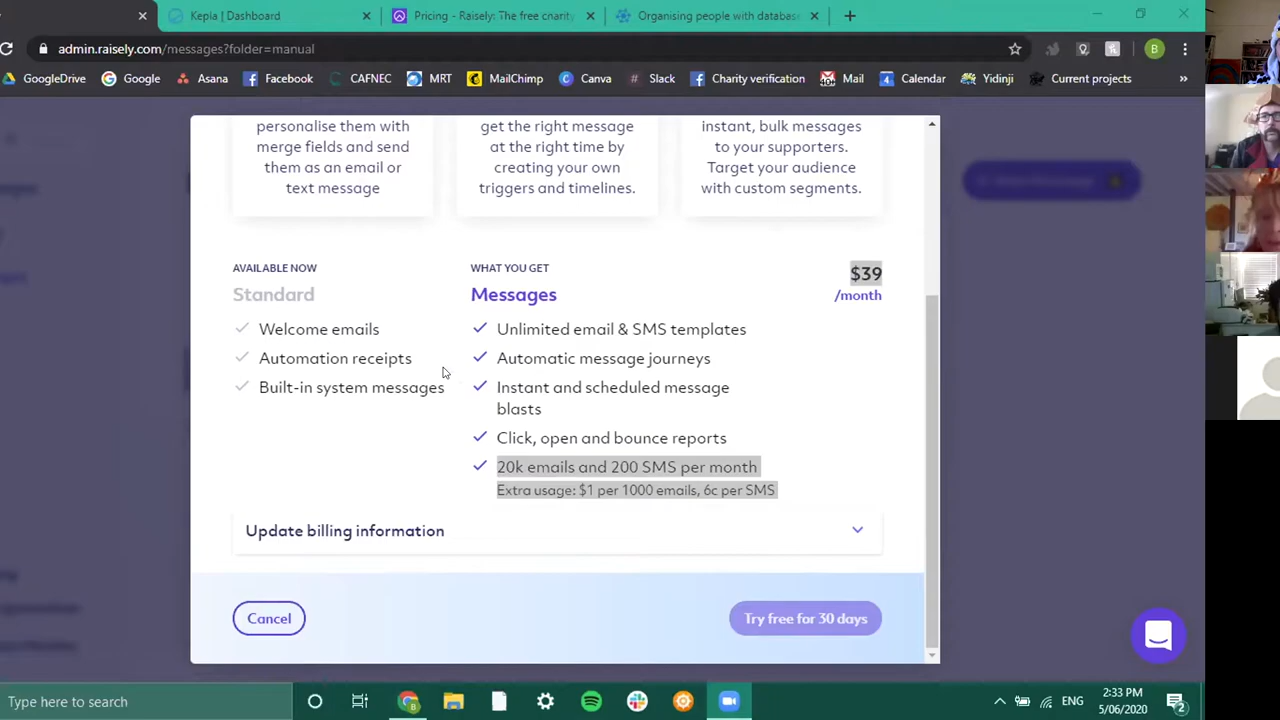 Kepla | Dashboard
Pricing - Raisely: The free charity
Organising people with database
admin.raisely.com/messages?folder=manual
B
GoogleDrive
Google
Asana
Facebook
CAFNEC
MRT
MailChimp
Canva
Slack
Charity verification
Mail
Calendar
Yidinji
Current projects
»
personalise them with
merge fields and send
them as an email or
text message
get the right message
at the right time by
creating your own
triggers and timelines.
instant, bulk messages
to your supporters.
Target your audience
with custom segments.
AVAILABLE NOW
Standard
Welcome emails
Automation receipts
Built-in system messages
WHAT YOU GET
Messages
$39
/month
Unlimited email & SMS templates
Automatic message journeys
Instant and scheduled message
blasts
Click, open and bounce reports
20k emails and 200 SMS per month
Extra usage: $1 per 1000 emails, 6c per SMS
Update billing information
Cancel
Try free for 30 days
Type here to search
ENG
2:33 PM
5/06/2020
2